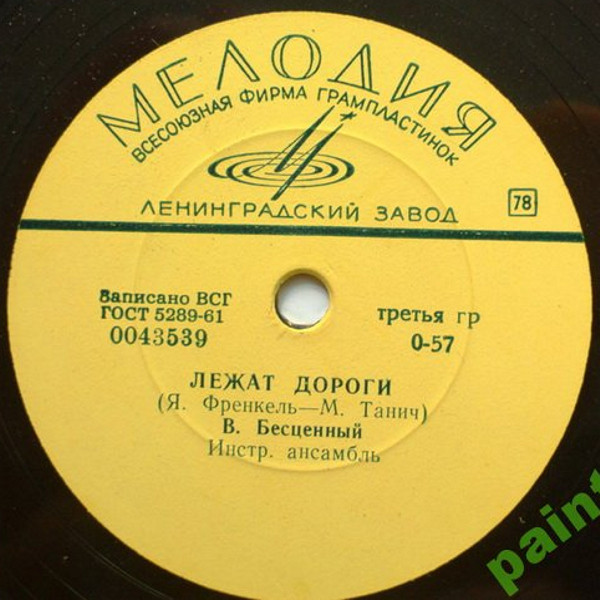 МЕЛОДИЯ
ВСЕСОЮЗНАЯ ФИРМА ГРАМПЛАСТИНОК
ЛЕНИНГРАДСКИЙ ЗАВОД
78
Записано ВСГ
ГОСТ 5289-61
0043539
третья гр
0-57
ЛЕЖАТ ДОРОГИ
(Я. Френкель—М. Танич)
В. Бесценный
Инстр. ансамбль
paint